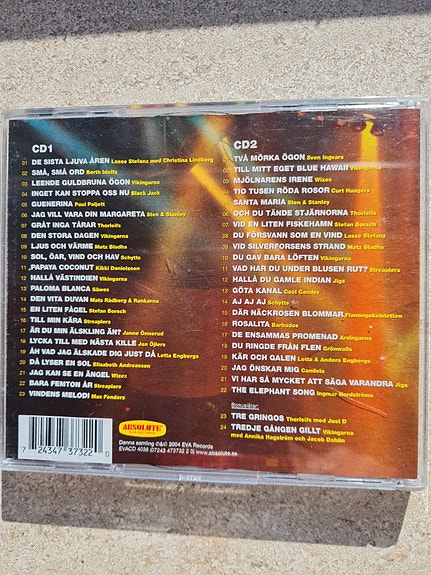 CD1
01 DE SISTA LJUVA ÅREN Lasse Stefanz med Christina Lindberg
02 SMÅ, SMÅ ORD Berth Idoffs
03 LEENDE GULDBRUNA ÖGON Vikingarna
04 INGET KAN STOPPA OSS NU Black Jack
05 GUENERINA Paul Paljett
06 JAG VILL VARA DIN MARGARETA Sten & Stanley
07 GRÅT INGA TÅRAR Thorleifs
08 DEN STORA DAGEN Vikingarna
09 LJUS OCH VÄRME Matz Bladhs
10 SOL, ÖAR, VIND OCH HAV Schytts
11 PAPAYA COCONUT Kikki Danielsson
12 HALLÅ VÄSTINDIEN Vikingarna
13 PALOMA BLANCA Säwes
14 DEN VITA DUVAN Mats Rådberg & Rankarna
15 EN LITEN FÅGEL Stefan Borsch
16 TILL MIN KÄRA Streaplers
17 ÄR DU MIN ÄLSKLING ÄN? Janne Önnerud
18 LYCKA TILL MED NÄSTA KILLE Jan Öjlers
19 ÅH VAD JAG ÄLSKADE DIG JUST DÅ Lotta Engbergs
20 DÅ LYSER EN SOL Elisabeth Andreasson
21 JAG KAN SE EN ÄNGEL Wizex
22 BARA FEMTON ÅR Streaplers
23 VINDENS MELODI Max Fenders
7 24347 37322 0
ABSOLUTE
Denna samling ℗&© 2004 EVA Records
EVACD 4038 (07243 473732 2 0) www.absolute.se
CD2
01 TVÅ MÖRKA ÖGON Sven Ingvars
02 TILL MITT EGET BLUE HAWAII Vikingarna
03 MJÖLNARENS IRENE Wizex
04 TIO TUSEN RÖDA ROSOR Curt Haagers
05 SANTA MARIA Sten & Stanley
06 OCH DU TÄNDE STJÄRNORNA Thorleifs
07 VID EN LITEN FISKEHAMN Stefan Borsch
08 DU FÖRSVANN SOM EN VIND Lasse Stefanz
09 VID SILVERFORSENS STRAND Matz Bladhs
10 DU GAV BARA LÖFTEN Vikingarna
11 VAD HAR DU UNDER BLUSEN RUT? Streaplers
12 HALLÅ DU GAMLE INDIAN Jigs
13 GÖTA KANAL Cool Candys
14 AJ AJ AJ Schytts
15 DÄR NÄCKROSEN BLOMMAR Flamingokvintetten
16 ROSALITA Barbados
17 DE ENSAMMAS PROMENAD Arvingarna
18 DU RINGDE FRÅN FLEN Grönwalls
19 KÄR OCH GALEN Lotta & Anders Engbergs
20 JAG ÖNSKAR MIG Candela
21 VI HAR SÅ MYCKET ATT SÄGA VARANDRA Jigs
22 THE ELEPHANT SONG Ingmar Nordströms
Bonuslåtar:
23 TRE GRINGOS Thorleifs med Just D
24 TREDJE GÅNGEN GILLT Vikingarna
med Annika Hagström och Jacob Dahlin